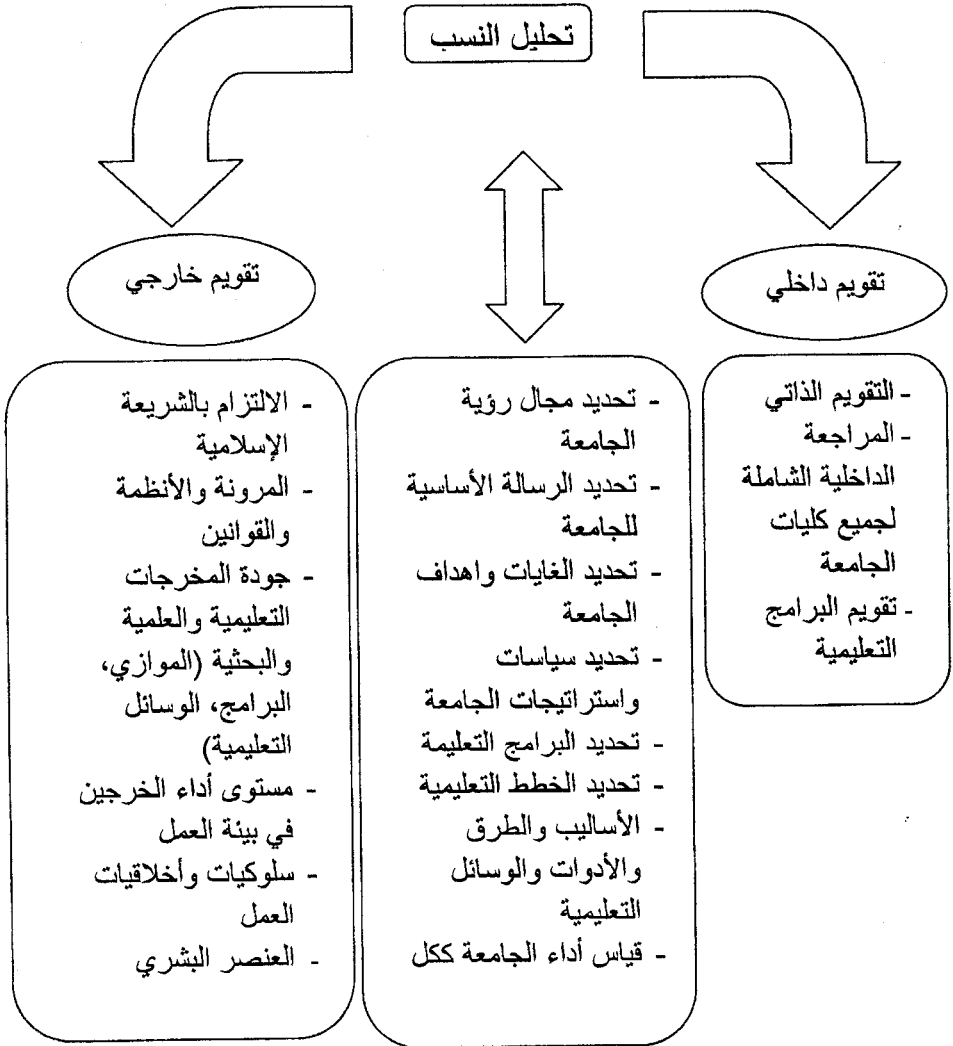 تحليل النسب
تقويم داخلي
- التقويم الذاتي
- المراجعة
الداخلية الشاملة
لجميع كليات
الجامعة
- تقويم البرامج
التعليمية
- تحديد مجال رؤية
الجامعة
- تحديد الرسالة الأساسية
للجامعة
- تحديد الغايات واهداف
الجامعة
- تحديد سياسات
واستراتيجات الجامعة
- تحديد البرامج التعليمة
- تحديد الخطط التعليمية
- الأساليب والطرق
والأدوات والوسائل
التعليمية
- قياس أداء الجامعة ككل
تقويم خارجي
- الالتزام بالشريعة
الإسلامية
- المرونة والأنظمة
والقوانين
- جودة المخرجات
التعليمية والعلمية
والبحثية (الموازي،
البرامج، الوسائل
التعليمية)
- مستوى أداء الخرجين
في بيئة العمل
- سلوكيات وأخلاقيات
العمل
- العنصر البشري